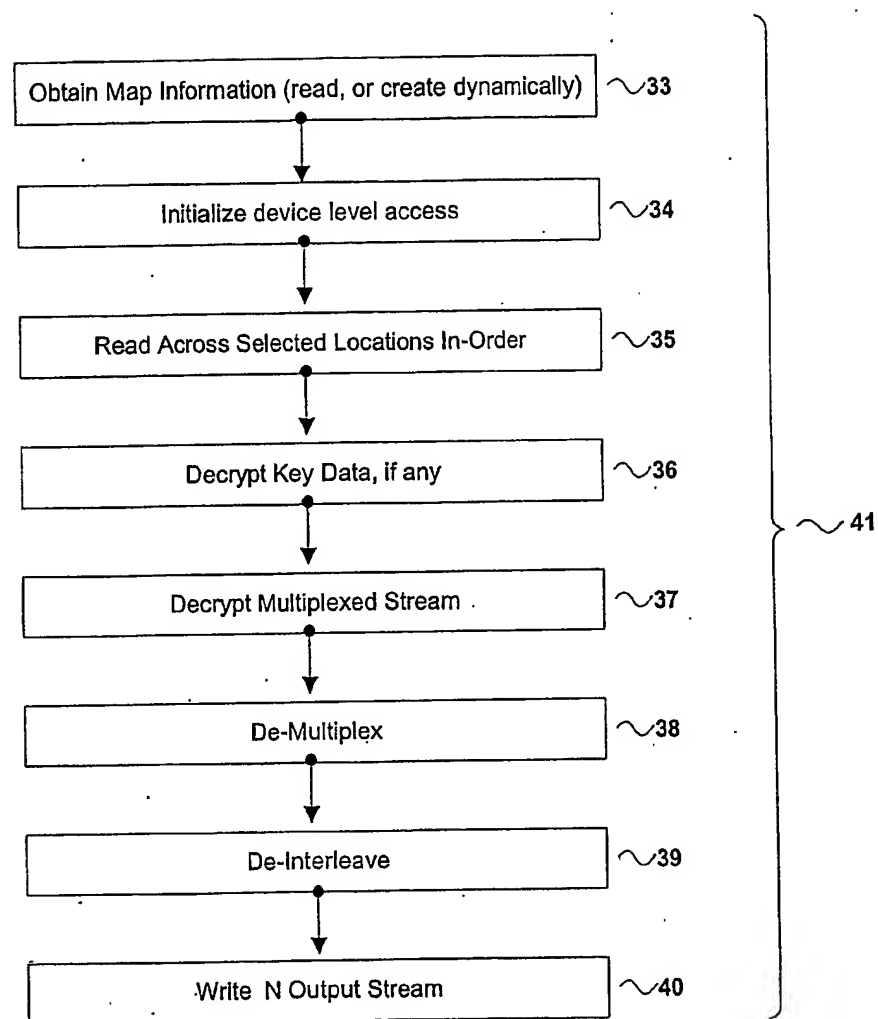 Obtain Map Information (read, or create dynamically) 33
Initialize device level access 34
Read Across Selected Locations In-Order 35
Decrypt Key Data, if any 36
Decrypt Multiplexed Stream 37
41
De-Multiplex 38
De-Interleave 39
Write N Output Stream 40